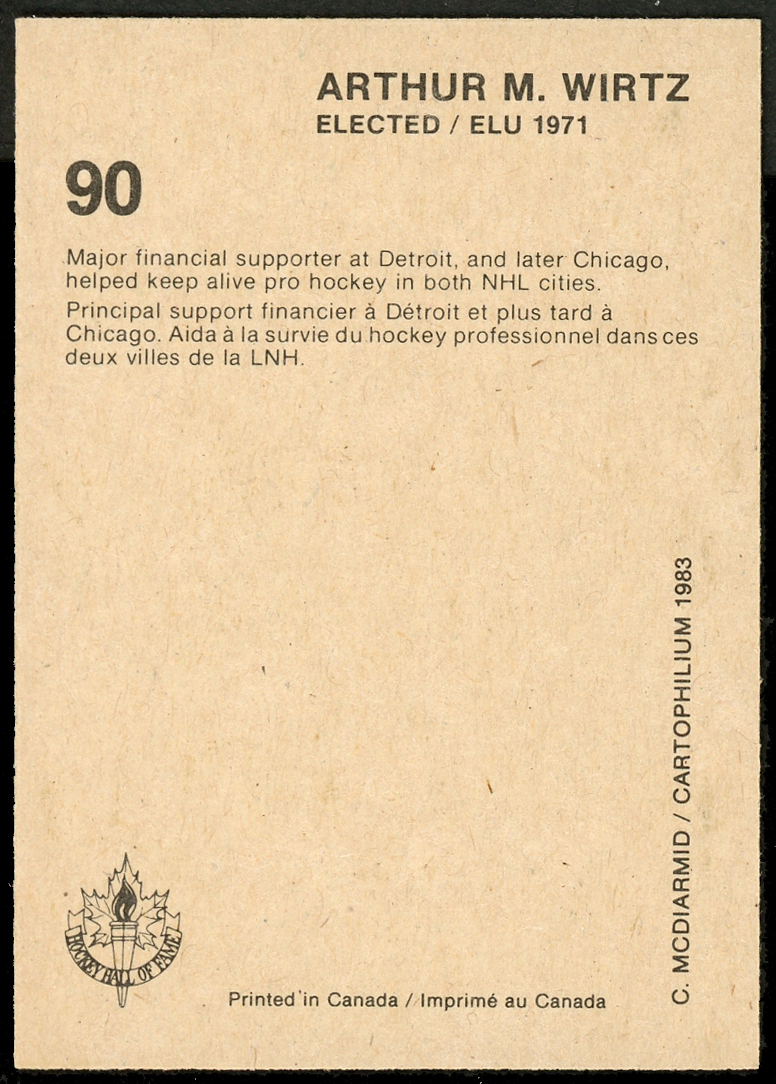 ARTHUR M. WIRTZ
ELECTED / ELU 1971
90
Major financial supporter at Detroit, and later Chicago,
helped keep alive pro hockey in both NHL cities.
Principal support financier à Détroit et plus tard à
Chicago. Aida à la survie du hockey professionnel dans ces
deux villes de la LNH.
C. MCDIARMID / CARTOPHILIUM 1983
HOCKEY HALL OF FAME
Printed in Canada / Imprimé au Canada